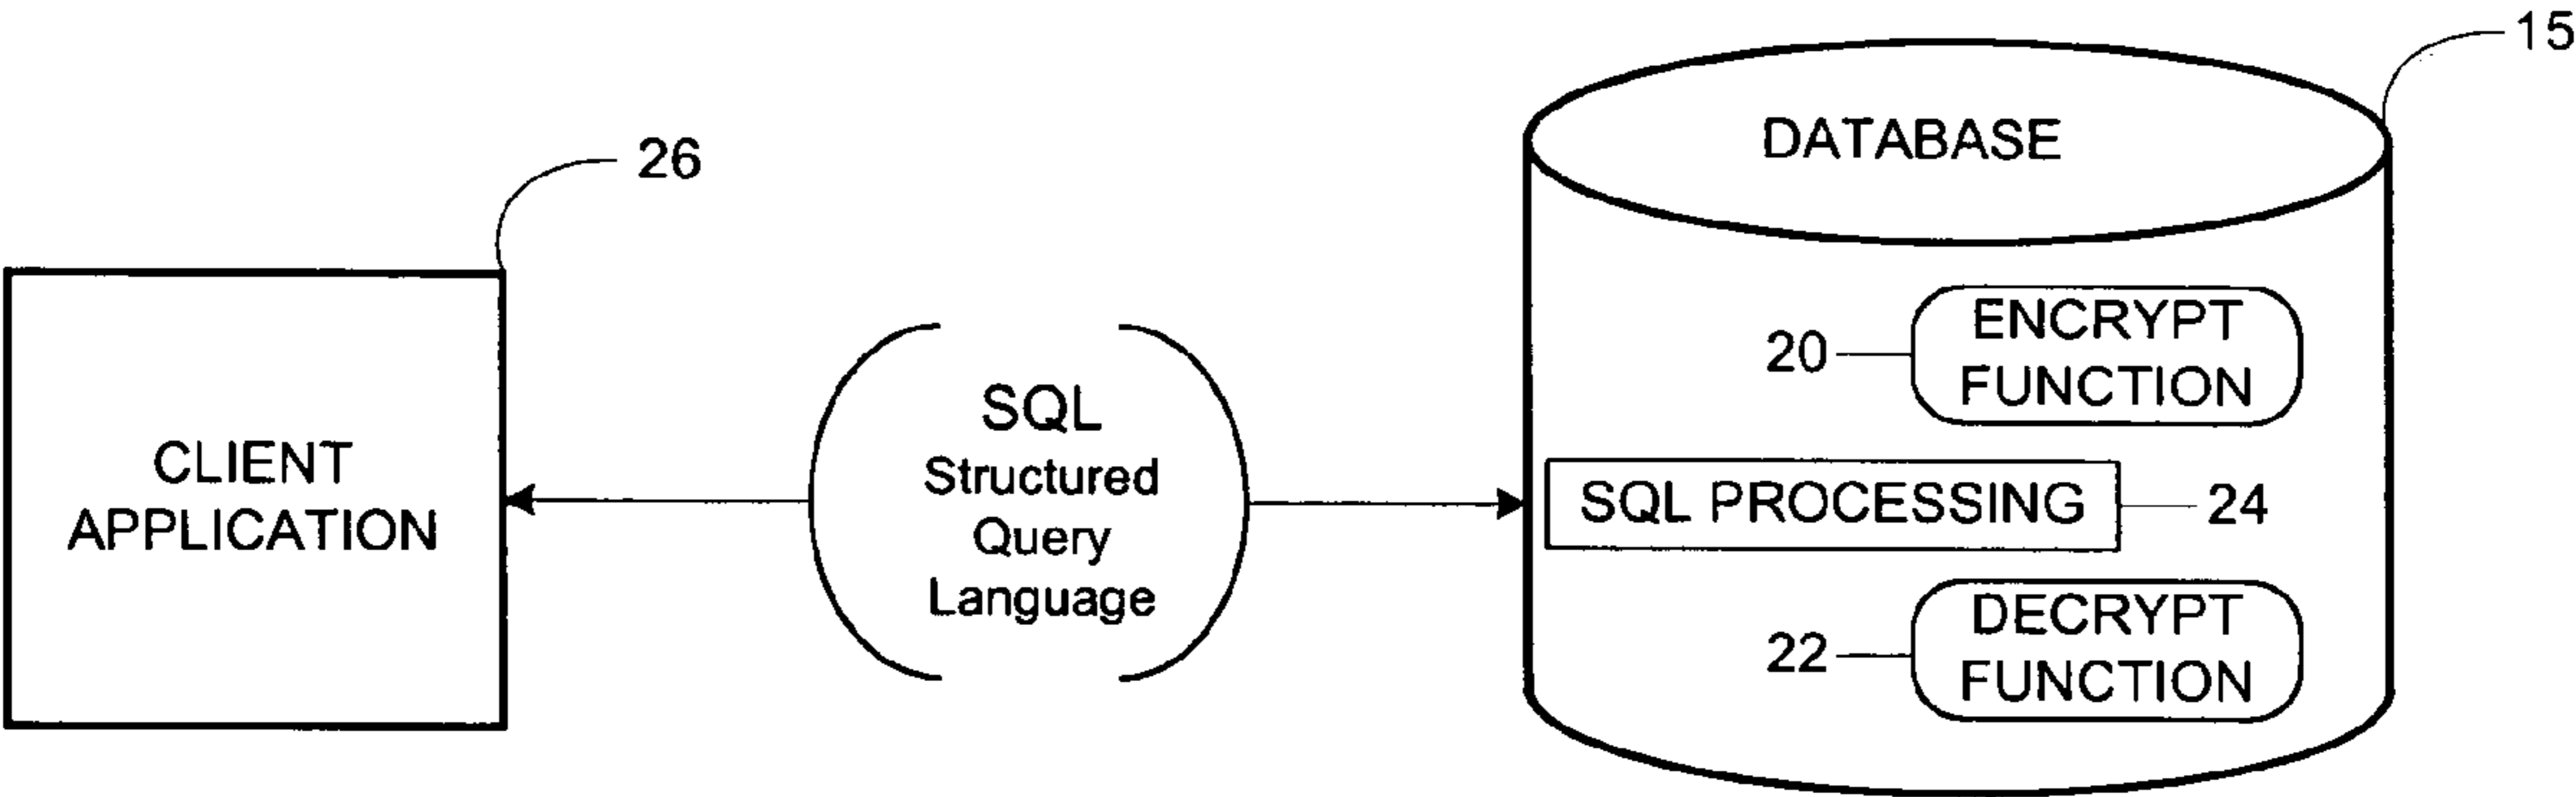 15
DATABASE
26
ENCRYPT
20
FUNCTION
SQL
Structured
Query
Language
CLIENT
APPLICATION
SQL PROCESSING
24
DECRYPT
22
FUNCTION